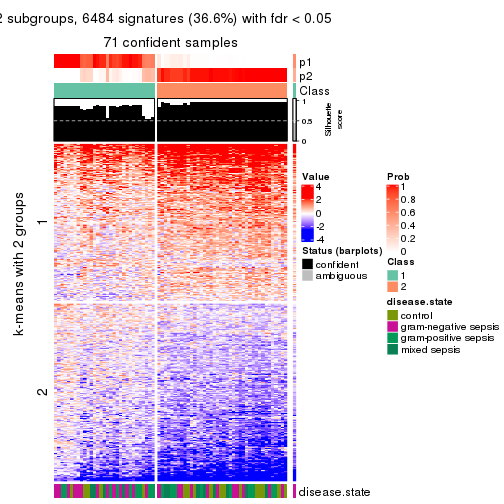 2 subgroups, 6484 signatures (36.6%) with fdr < 0.05
71 confident samples
p1
p2
Class
1
0.5
0
Silhouette
score
k-means with 2 groups
1
2
disease.state
Value
4
2
0
-2
-4
Status (barplots)
confident
ambiguous
Prob
1
0.8
0.6
0.4
0.2
0
Class
1
2
disease.state
control
gram-negative sepsis
gram-positive sepsis
mixed sepsis